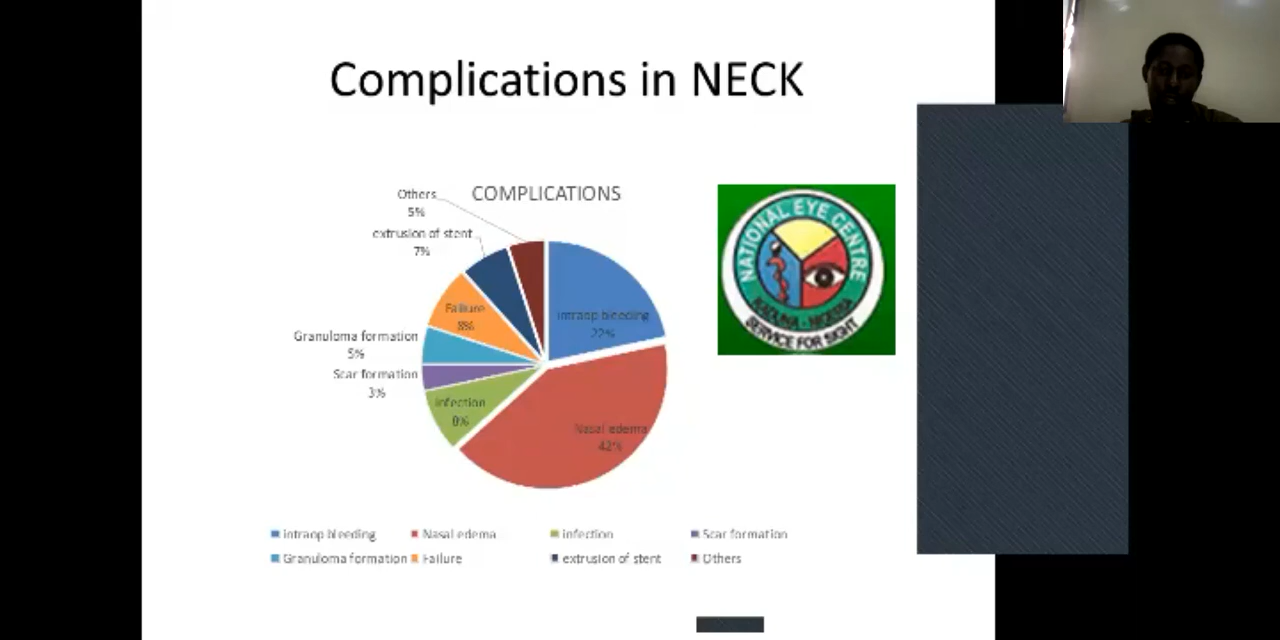 Complications in NECK
COMPLICATIONS
Others
5%
extrusion of stent
7%
Failure
8%
Granuloma formation
5%
Scar formation
3%
infection
8%
intraop bleeding
22%
Nasal edema
42%
NATIONAL EYE CENTRE
KADUNA - NIGERIA
SERVICE FOR SIGHT
intraop bleeding
Nasal edema
infection
Scar formation
Granuloma formation
Failure
extrusion of stent
Others